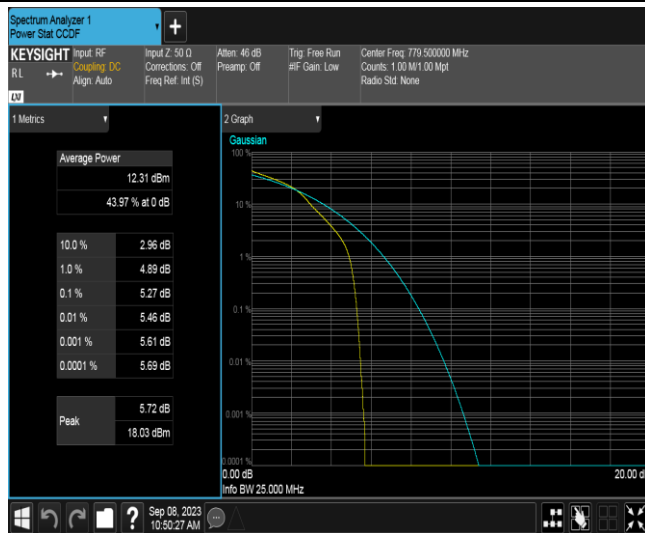 Spectrum Analyzer 1
Power Stat CCDF
+
KEYSIGHT
RL
LXI
Input: RF
Coupling: DC
Align: Auto
Input Z: 50 Ω
Corrections: Off
Freq Ref: Int (S)
Atten: 46 dB
Preamp: Off
Trig: Free Run
#IF Gain: Low
Center Freq: 779.500000 MHz
Counts: 1.00 M/1.00 Mpt
Radio Std: None
1 Metrics
Average Power
12.31 dBm
43.97 % at 0 dB
10.0 % 2.96 dB
1.0 % 4.89 dB
0.1 % 5.27 dB
0.01 % 5.46 dB
0.001 % 5.61 dB
0.0001 % 5.69 dB
Peak
5.72 dB
18.03 dBm
2 Graph
Gaussian
100 %
10 %
1 %
0.1 %
0.01 %
0.001 %
0.0001 %
0.00 dB
20.00 d
Info BW 25.000 MHz
?
Sep 08, 2023
10:50:27 AM